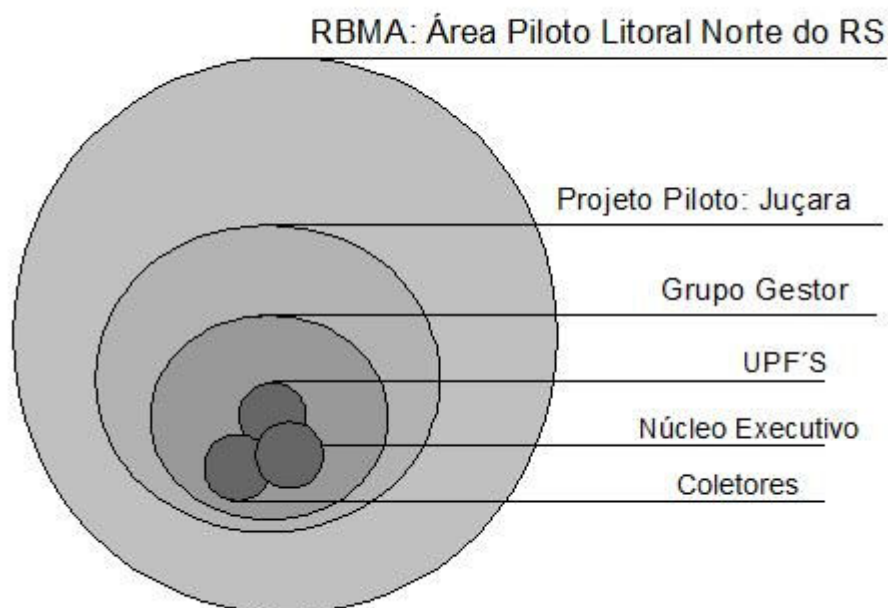 RBMA: Área Piloto Litoral Norte do RS
Projeto Piloto: Juçara
Grupo Gestor
UPF´S
Núcleo Executivo
Coletores